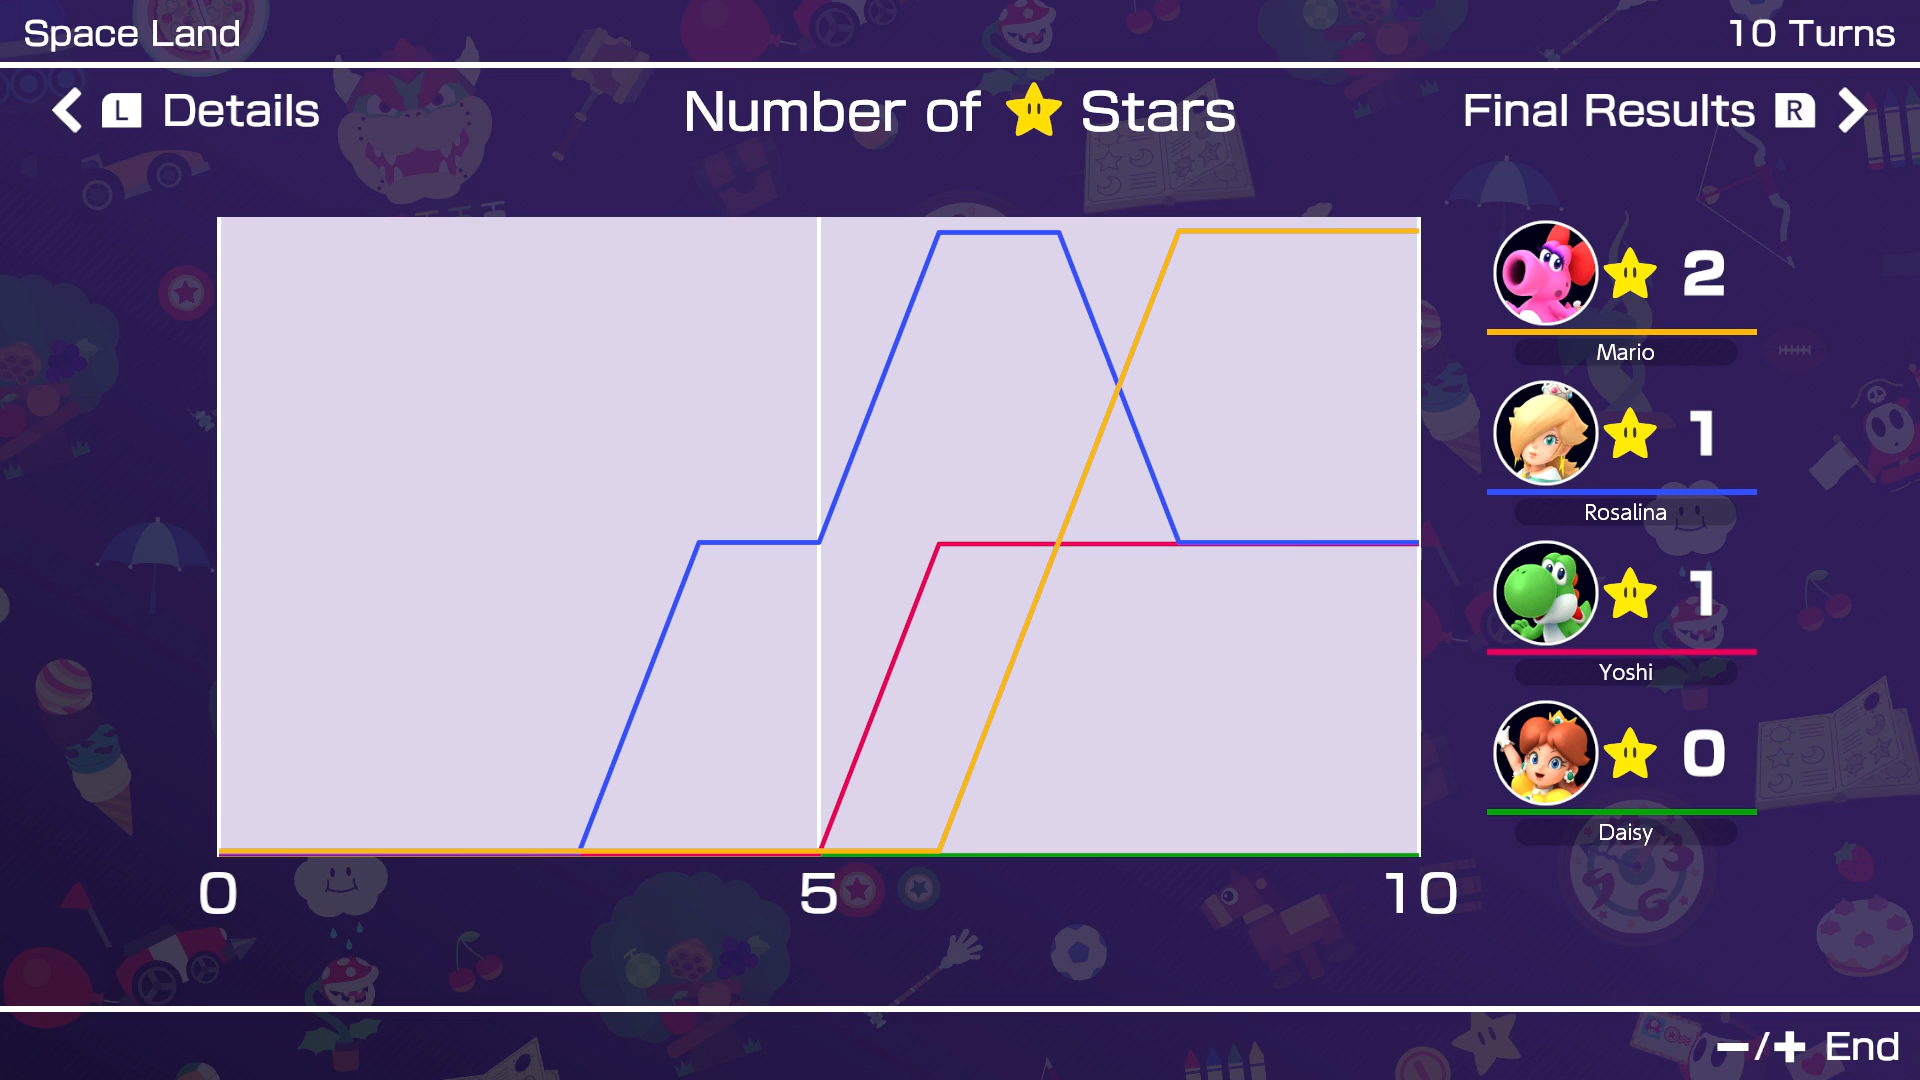 Space Land
10 Turns
L Details
Number of Stars
Final Results R
2
Mario
1
Rosalina
1
Yoshi
0
Daisy
0 5 10
−/+ End